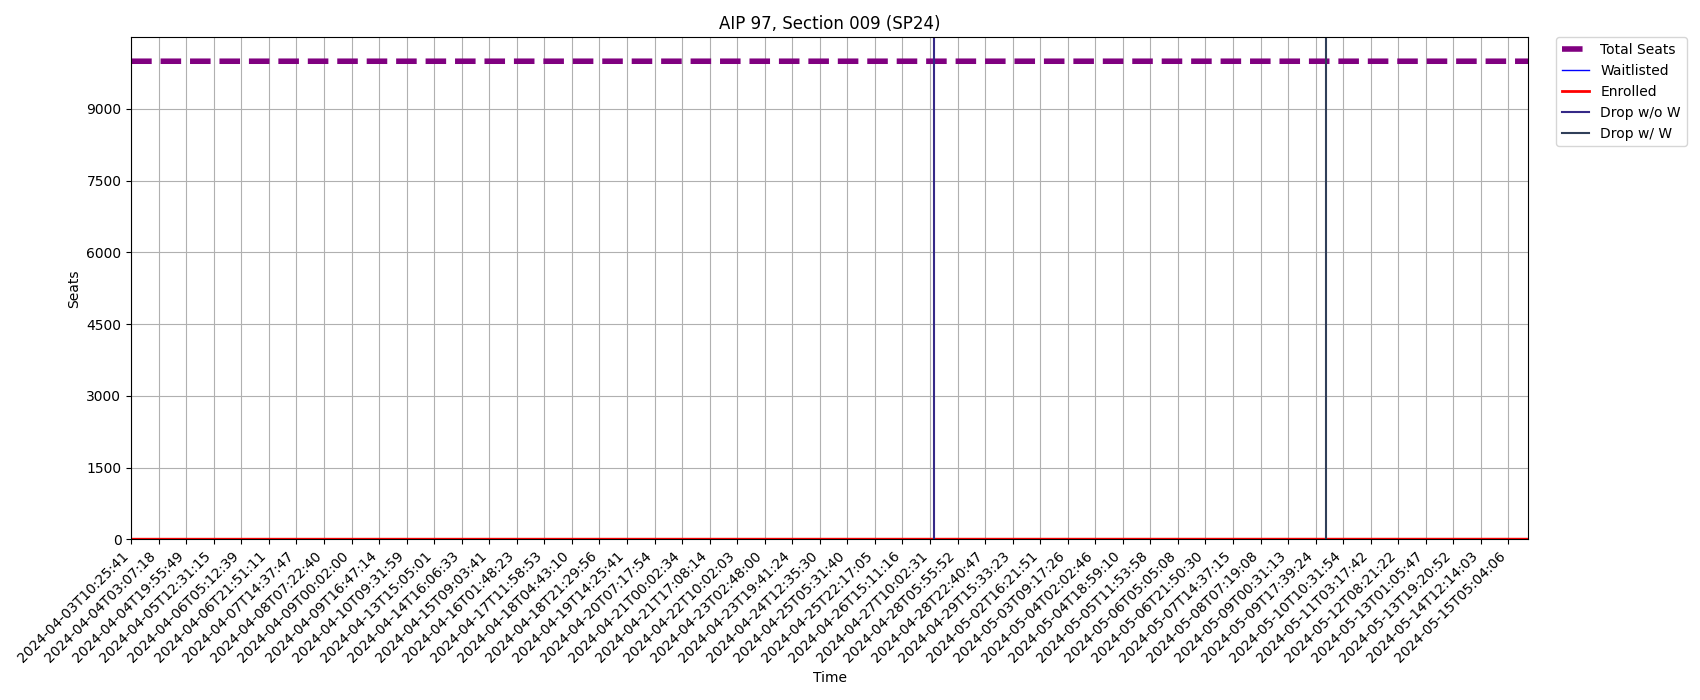 AIP 97, Section 009 (SP24)
Total Seats
Waitlisted
Enrolled
Drop w/o W
Drop w/ W
Seats
9000
7500
6000
4500
3000
1500
0
2024-04-03T10:25:41
2024-04-04T03:07:18
2024-04-04T19:55:49
2024-04-05T12:31:15
2024-04-06T05:12:39
2024-04-06T21:51:11
2024-04-07T14:37:47
2024-04-08T07:22:40
2024-04-09T00:02:00
2024-04-09T16:47:14
2024-04-10T09:31:59
2024-04-13T15:05:01
2024-04-14T16:06:33
2024-04-15T09:03:41
2024-04-16T01:48:23
2024-04-17T11:58:53
2024-04-18T04:43:10
2024-04-18T21:29:56
2024-04-19T14:25:41
2024-04-20T07:17:54
2024-04-21T00:02:34
2024-04-21T17:08:14
2024-04-22T10:02:03
2024-04-23T02:48:00
2024-04-23T19:41:24
2024-04-24T12:35:30
2024-04-25T05:31:40
2024-04-25T22:17:05
2024-04-26T15:11:16
2024-04-27T10:02:31
2024-04-28T05:55:52
2024-04-28T22:40:47
2024-04-29T15:33:23
2024-05-02T16:21:51
2024-05-03T09:17:26
2024-05-04T02:02:46
2024-05-04T18:59:10
2024-05-05T11:53:58
2024-05-06T05:05:08
2024-05-06T21:50:30
2024-05-07T14:37:15
2024-05-08T07:19:08
2024-05-09T00:31:13
2024-05-09T17:39:24
2024-05-10T10:31:54
2024-05-11T03:17:42
2024-05-12T08:21:22
2024-05-13T01:05:47
2024-05-13T19:20:52
2024-05-14T12:14:03
2024-05-15T05:04:06
Time